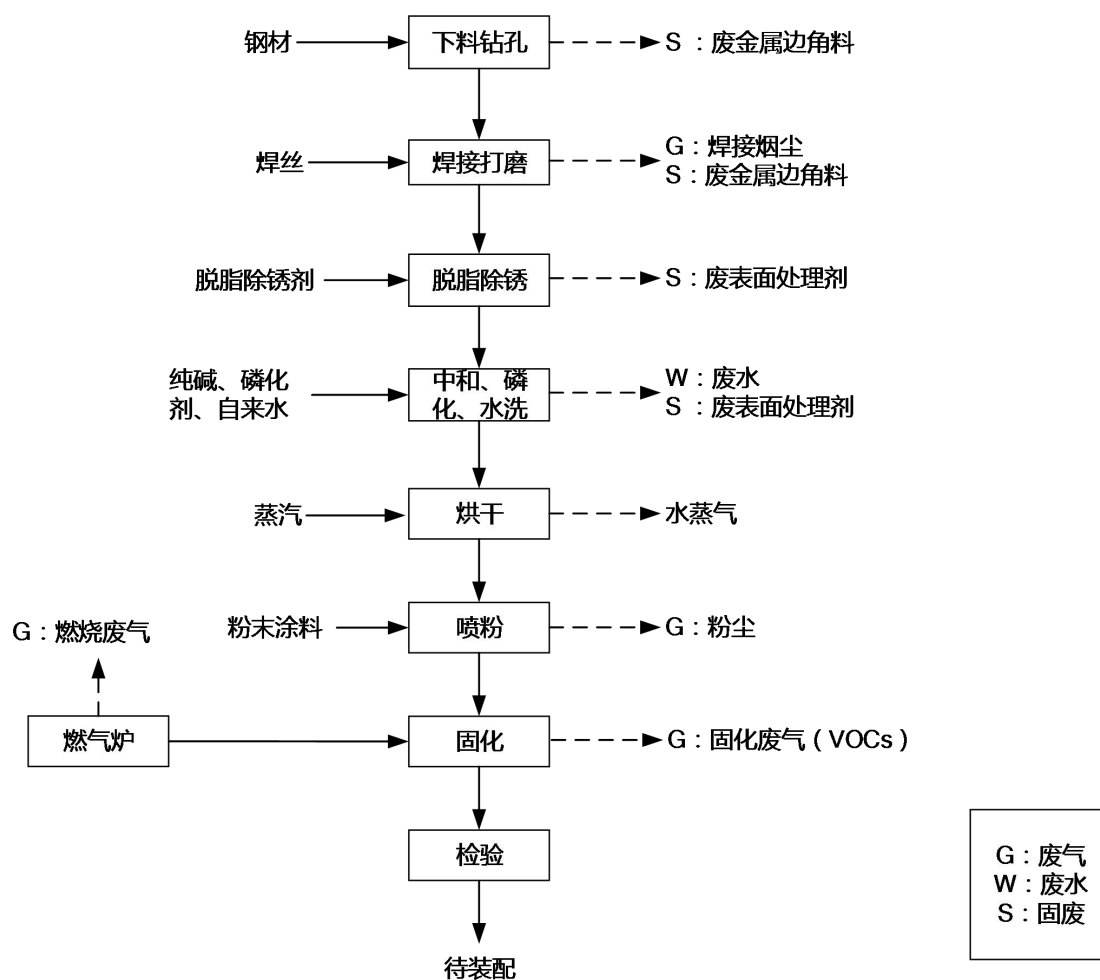 钢材
下料钻孔
S：废金属边角料
焊丝
焊接打磨
G：焊接烟尘
S：废金属边角料
脱脂除锈剂
脱脂除锈
S：废表面处理剂
纯碱、磷化
剂、自来水
中和、磷
化、水洗
W：废水
S：废表面处理剂
蒸汽
烘干
水蒸气
粉末涂料
喷粉
G：粉尘
G：燃烧废气
燃气炉
固化
G：固化废气（VOCs）
检验
待装配
G：废气
W：废水
S：固废